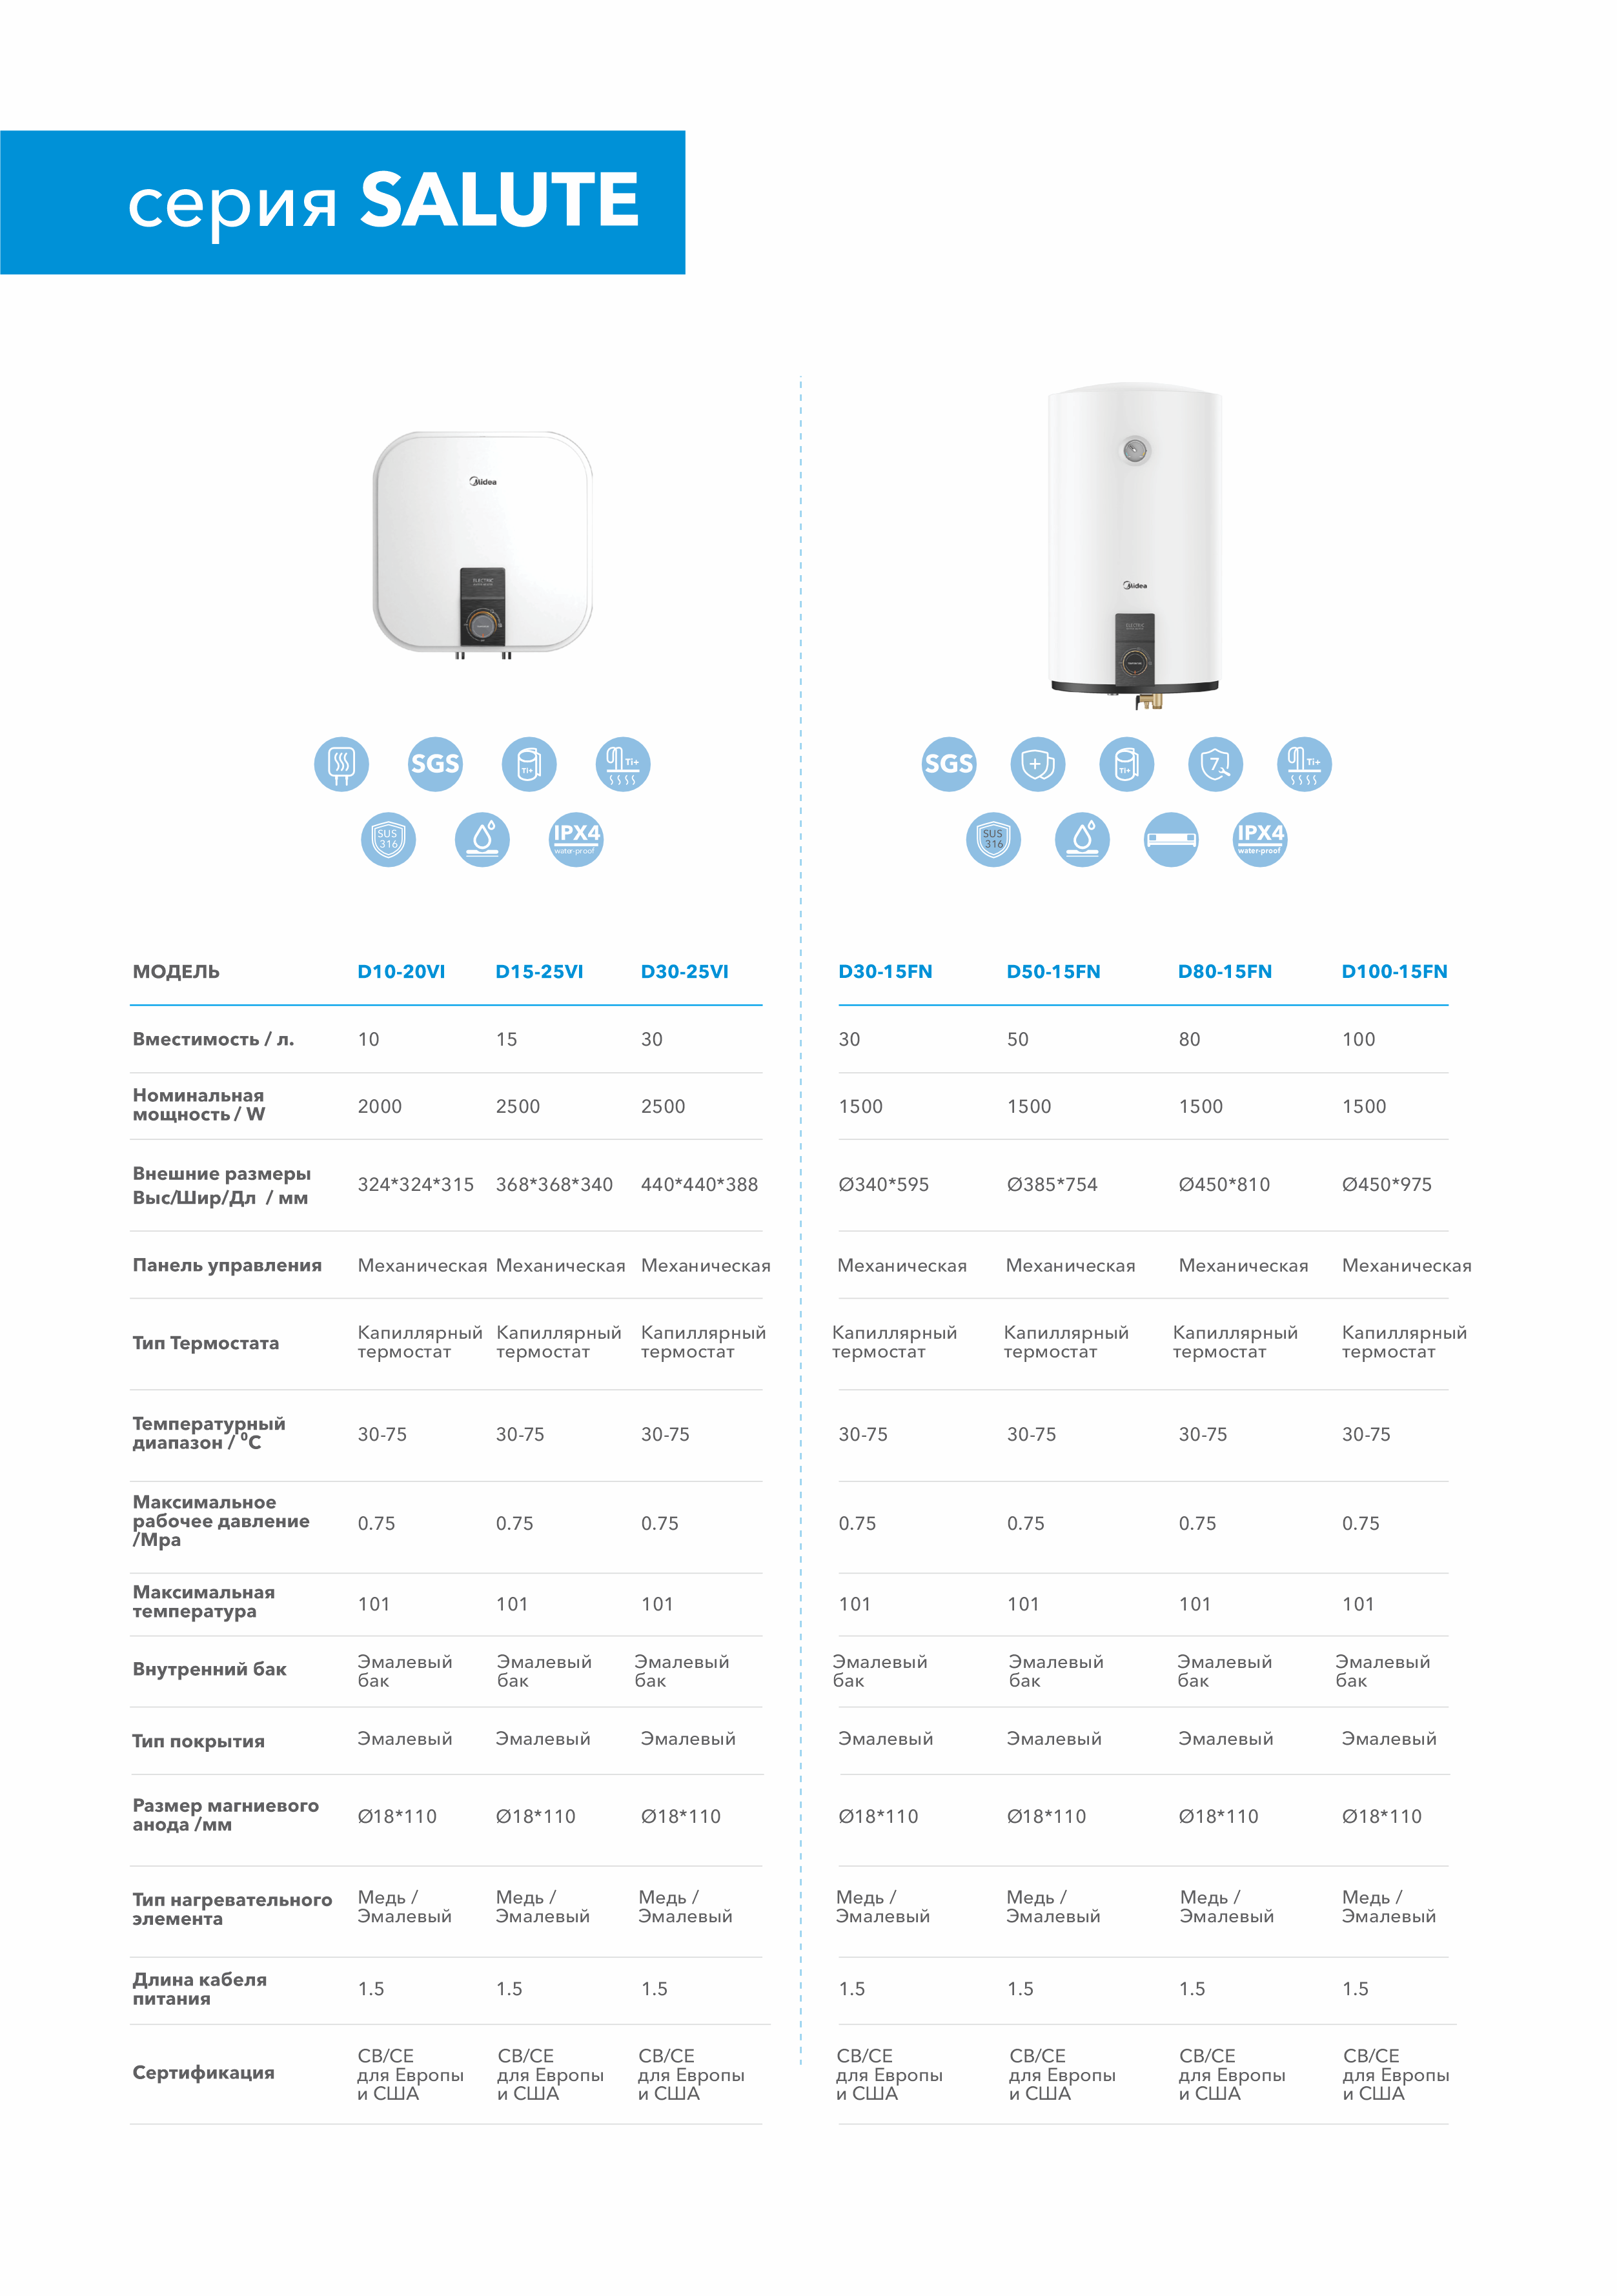 серия SALUTE
Midea
ELECTRIC
Midea
ELECTRIC
SGS
Ti+
Ti+
SUS
316
IPX4
water-proof
SGS
Ti+
7
Ti+
SUS
316
IPX4
water-proof
МОДЕЛЬ D10-20VI D15-25VI D30-25VI D30-15FN D50-15FN D80-15FN D100-15FN
Вместимость / л. 10 15 30 30 50 80 100
Номинальная
мощность / W 2000 2500 2500 1500 1500 1500 1500
Внешние размеры
Выс/Шир/Дл / мм 324*324*315 368*368*340 440*440*388 Ø340*595 Ø385*754 Ø450*810 Ø450*975
Панель управления Механическая Механическая Механическая Механическая Механическая Механическая Механическая
Тип Термостата
Капиллярный Капиллярный Капиллярный Капиллярный Капиллярный Капиллярный Капиллярный
термостат термостат термостат термостат термостат термостат термостат
Температурный
диапазон / ⁰C 30-75 30-75 30-75 30-75 30-75 30-75 30-75
Максимальное
рабочее давление
/Mpa 0.75 0.75 0.75 0.75 0.75 0.75 0.75
Максимальная
температура 101 101 101 101 101 101 101
Внутренний бак
Эмалевый Эмалевый Эмалевый Эмалевый Эмалевый Эмалевый Эмалевый
бак бак бак бак бак бак бак
Тип покрытия Эмалевый Эмалевый Эмалевый Эмалевый Эмалевый Эмалевый Эмалевый
Размер магниевого
анода /мм Ø18*110 Ø18*110 Ø18*110 Ø18*110 Ø18*110 Ø18*110 Ø18*110
Тип нагревательного
элемента
Медь / Медь / Медь / Медь / Медь / Медь / Медь /
Эмалевый Эмалевый Эмалевый Эмалевый Эмалевый Эмалевый Эмалевый
Длина кабеля
питания 1.5 1.5 1.5 1.5 1.5 1.5 1.5
Сертификация
CB/CE CB/CE CB/CE CB/CE CB/CE CB/CE CB/CE
для Европы для Европы для Европы для Европы для Европы для Европы для Европы
и США и США и США и США и США и США и США